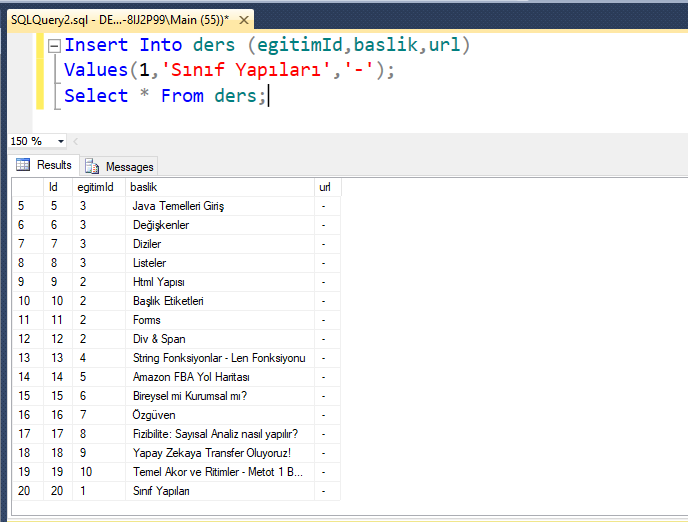 SQLQuery2.sql - DE...-8IJ2P99\Main (55))*
Insert Into ders (egitimId,baslik,url)
Values(1,'Sınıf Yapıları','-');
Select * From ders;
150 %
Results Messages
Id egitimId baslik url
5 5 3 Java Temelleri Giriş -
6 6 3 Değişkenler -
7 7 3 Diziler -
8 8 3 Listeler -
9 9 2 Html Yapısı -
10 10 2 Başlık Etiketleri -
11 11 2 Forms -
12 12 2 Div & Span -
13 13 4 String Fonksiyonlar - Len Fonksiyonu -
14 14 5 Amazon FBA Yol Haritası -
15 15 6 Bireysel mi Kurumsal mı? -
16 16 7 Özgüven -
17 17 8 Fizibilite: Sayısal Analiz nasıl yapılır? -
18 18 9 Yapay Zekaya Transfer Oluyoruz! -
19 19 10 Temel Akor ve Ritimler - Metot 1 B... -
20 20 1 Sınıf Yapıları -